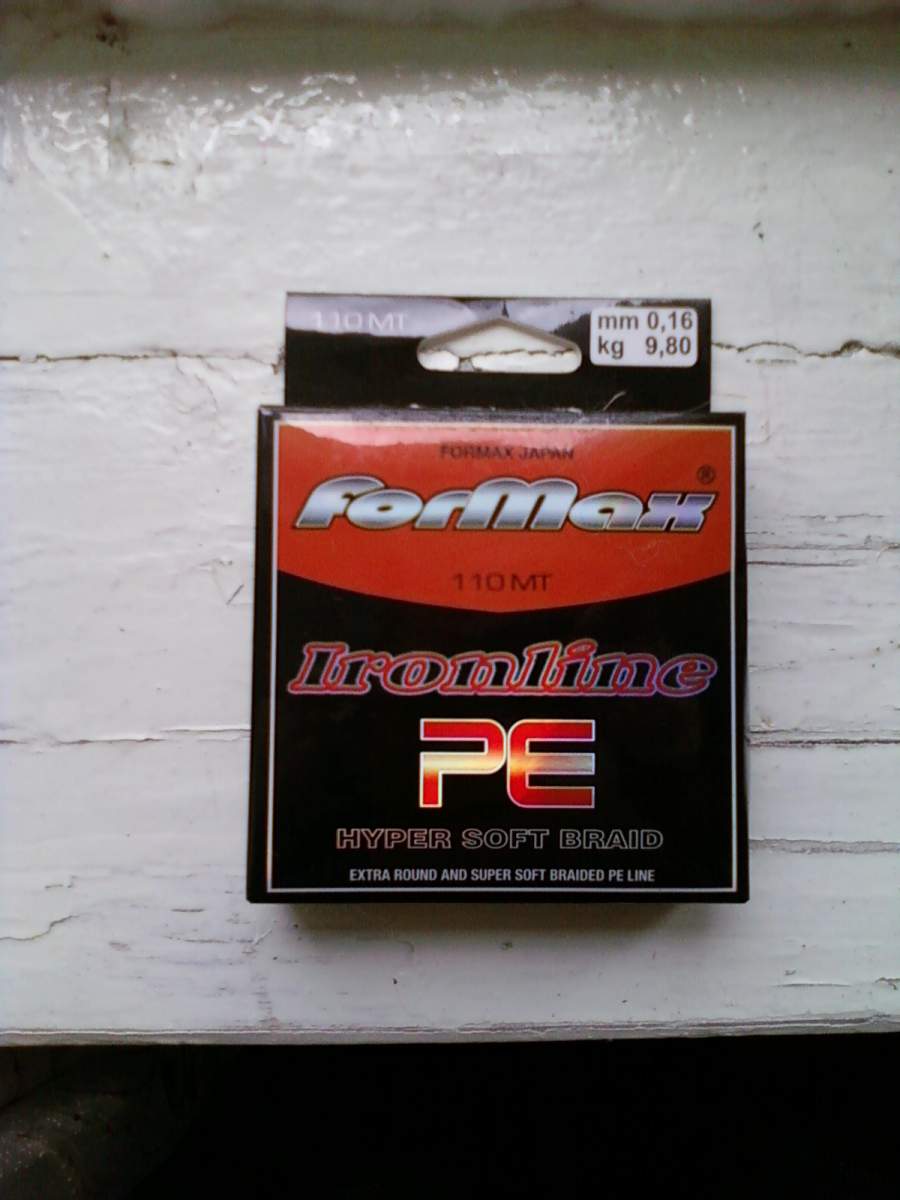 110 MT
mm 0,16
kg 9,80
FORMAX JAPAN
ForMax ®
110 MT
Ironline
PE
HYPER SOFT BRAID
EXTRA ROUND AND SUPER SOFT BRAIDED PE LINE